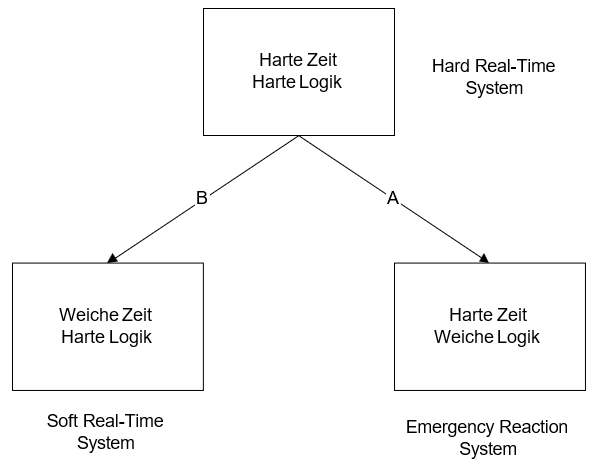 Harte Zeit
Harte Logik
Hard Real-Time
System
B
A
Weiche Zeit
Harte Logik
Harte Zeit
Weiche Logik
Soft Real-Time
System
Emergency Reaction
System